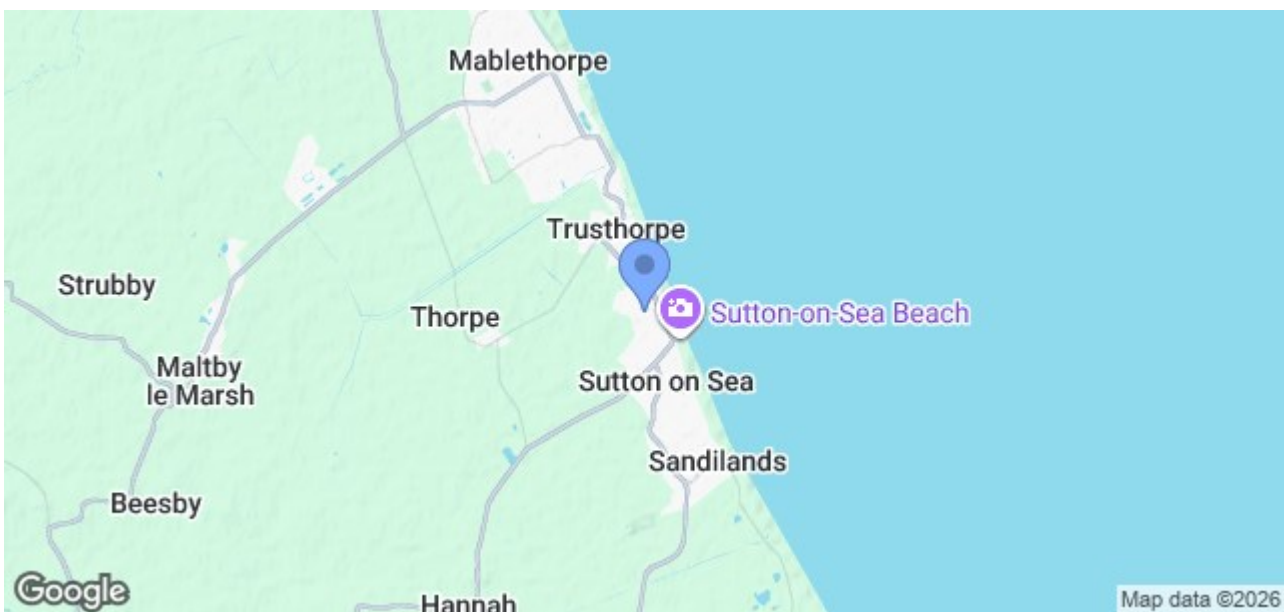 Mablethorpe
Trusthorpe
Strubby
Thorpe
Sutton-on-Sea Beach
Maltby
le Marsh
Sutton on Sea
Sandilands
Beesby
Hannah
Google
Map data ©2026